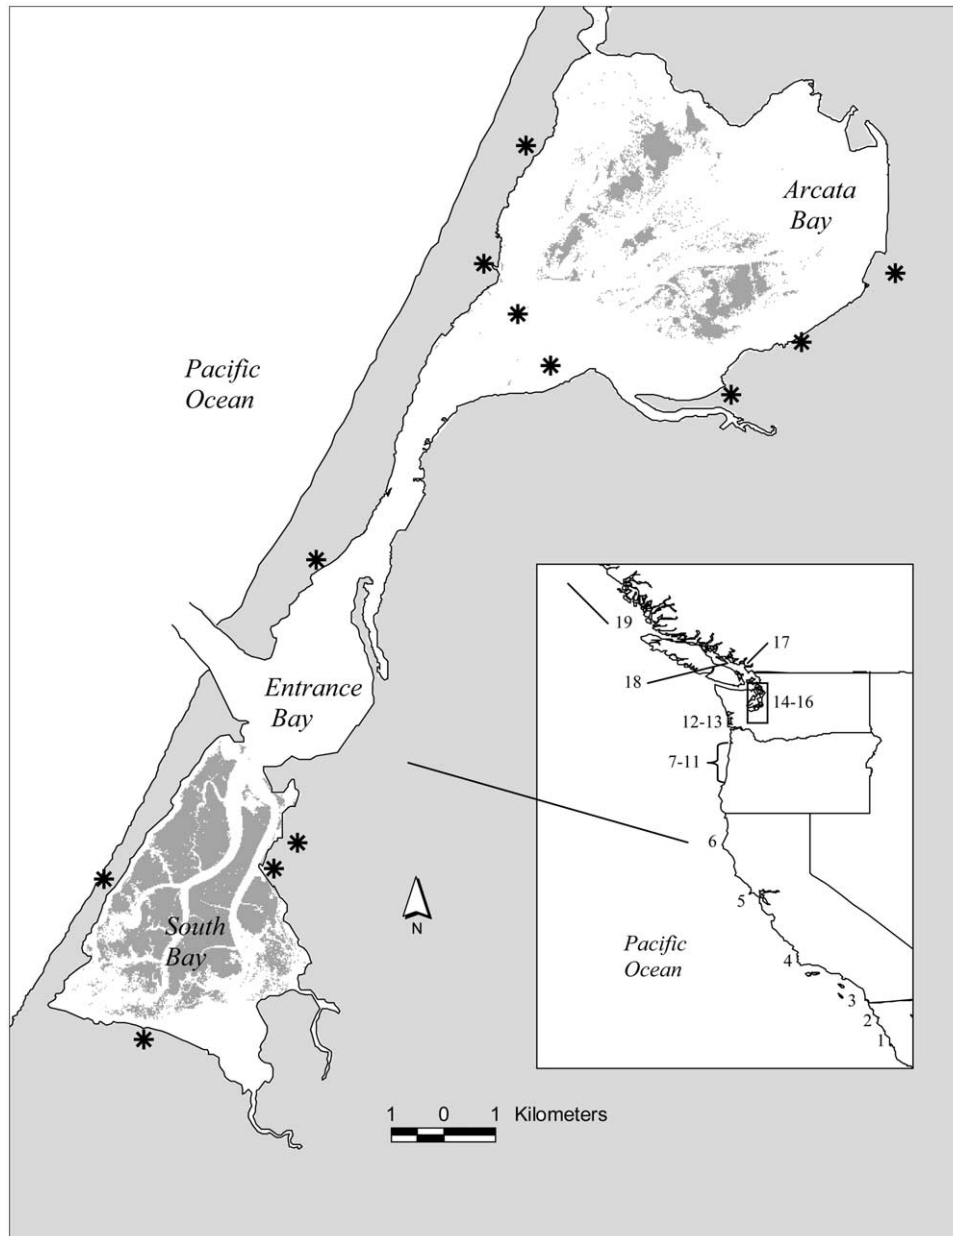 Arcata
Bay
Pacific
Ocean
Entrance
Bay
South
Bay
N
1 0 1 Kilometers
19
17
18
14-16
12-13
7-11
6
5
Pacific
Ocean
4
3
2
1